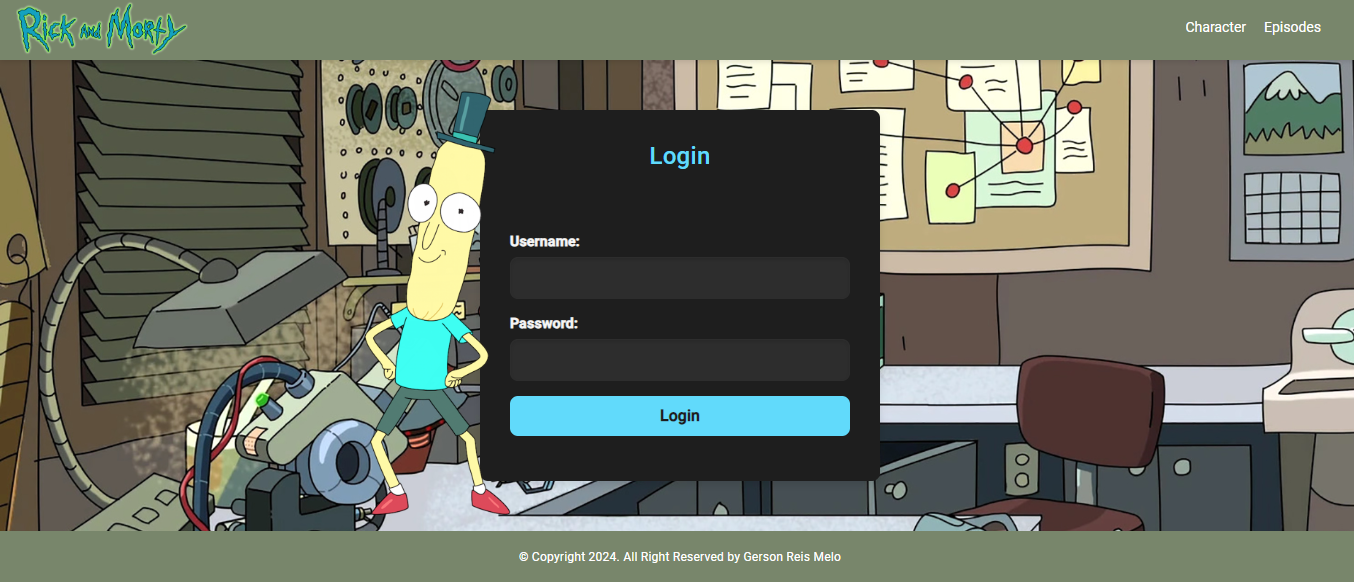 Rick and Morty
Character
Episodes
Login
Username:
Password:
Login
© Copyright 2024. All Right Reserved by Gerson Reis Melo